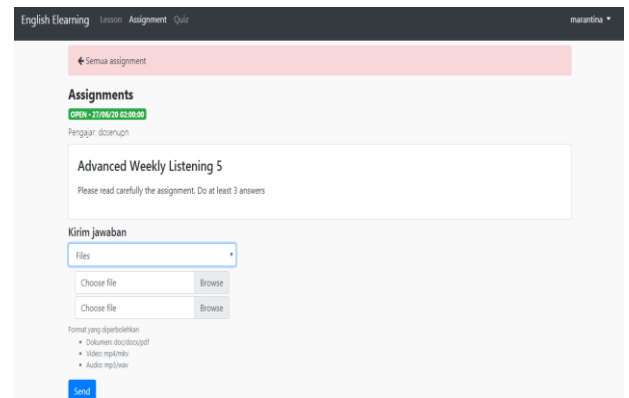 English Elearning Lesson Assignment Quiz marantina
Semua assignment
Assignments
OPEN - 27/06/20 02:00:00
Pengajar: dosenupn
Advanced Weekly Listening 5
Please read carefully the assignment. Do at least 3 answers
Kirim jawaban
Files
Choose file Browse
Choose file Browse
Format yang diperbolehkan
Dokumen: doc/docx/pdf
Video: mp4/mkv
Audio: mp3/wav
Send